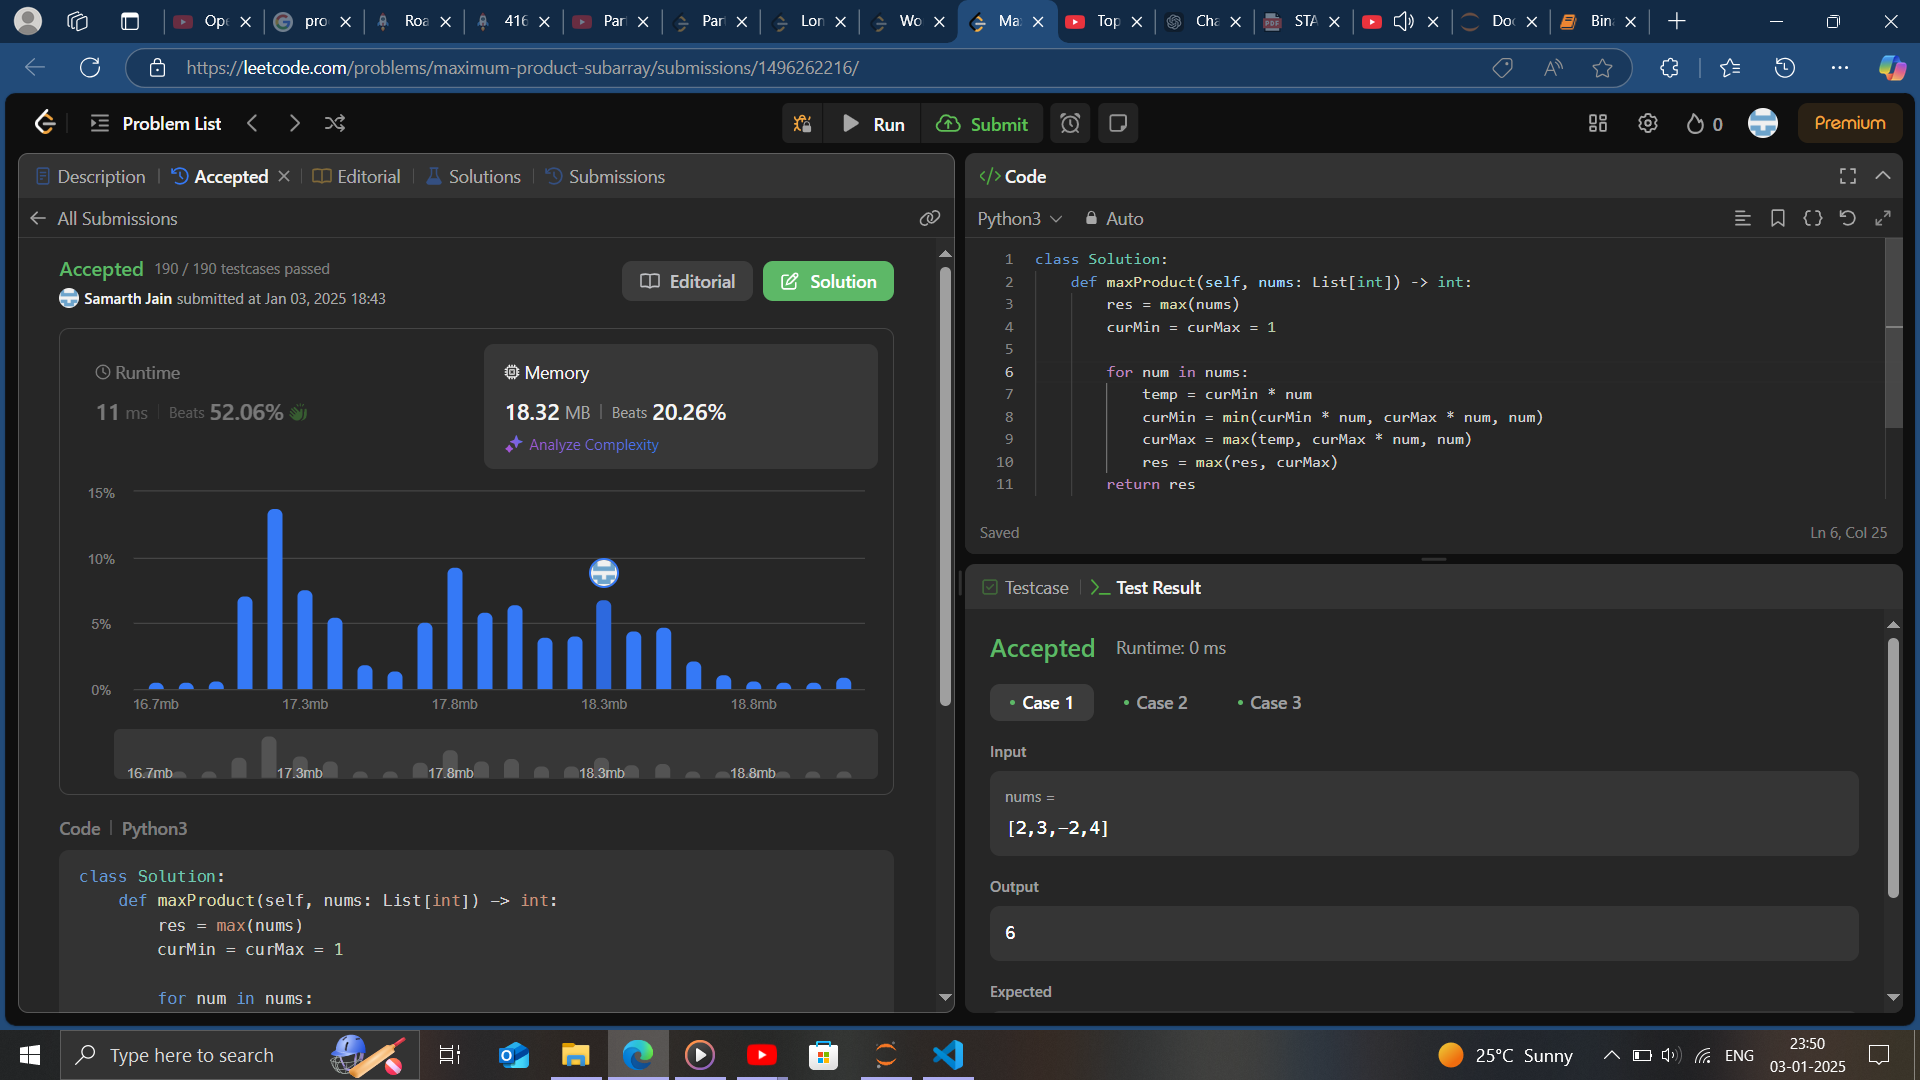 Ope
pro
Roa
416
Par
Par
Lon
Wo
Ma
Top
Cha
STA
Doc
Bin
https://leetcode.com/problems/maximum-product-subarray/submissions/1496262216/
Problem List
Run
Submit
0
Premium
Description
Accepted
Editorial
Solutions
Submissions
All Submissions
Accepted 190 / 190 testcases passed
Samarth Jain submitted at Jan 03, 2025 18:43
Editorial
Solution
Runtime
11 ms | Beats 52.06%
Memory
18.32 MB | Beats 20.26%
Analyze Complexity
15%
10%
5%
0%
16.7mb 17.3mb 17.8mb 18.3mb 18.8mb
16.7mb 17.3mb 17.8mb 18.3mb 18.8mb
Code | Python3
class Solution:
def maxProduct(self, nums: List[int]) -> int:
res = max(nums)
curMin = curMax = 1
for num in nums:
</> Code
Python3
Auto
1 class Solution:
2 def maxProduct(self, nums: List[int]) -> int:
3 res = max(nums)
4 curMin = curMax = 1
5
6 for num in nums:
7 temp = curMin * num
8 curMin = min(curMin * num, curMax * num, num)
9 curMax = max(temp, curMax * num, num)
10 res = max(res, curMax)
11 return res
Saved
Ln 6, Col 25
Testcase
Test Result
Accepted Runtime: 0 ms
Case 1
Case 2
Case 3
Input
nums =
[2,3,-2,4]
Output
6
Expected
Type here to search
25°C Sunny
ENG
23:50
03-01-2025